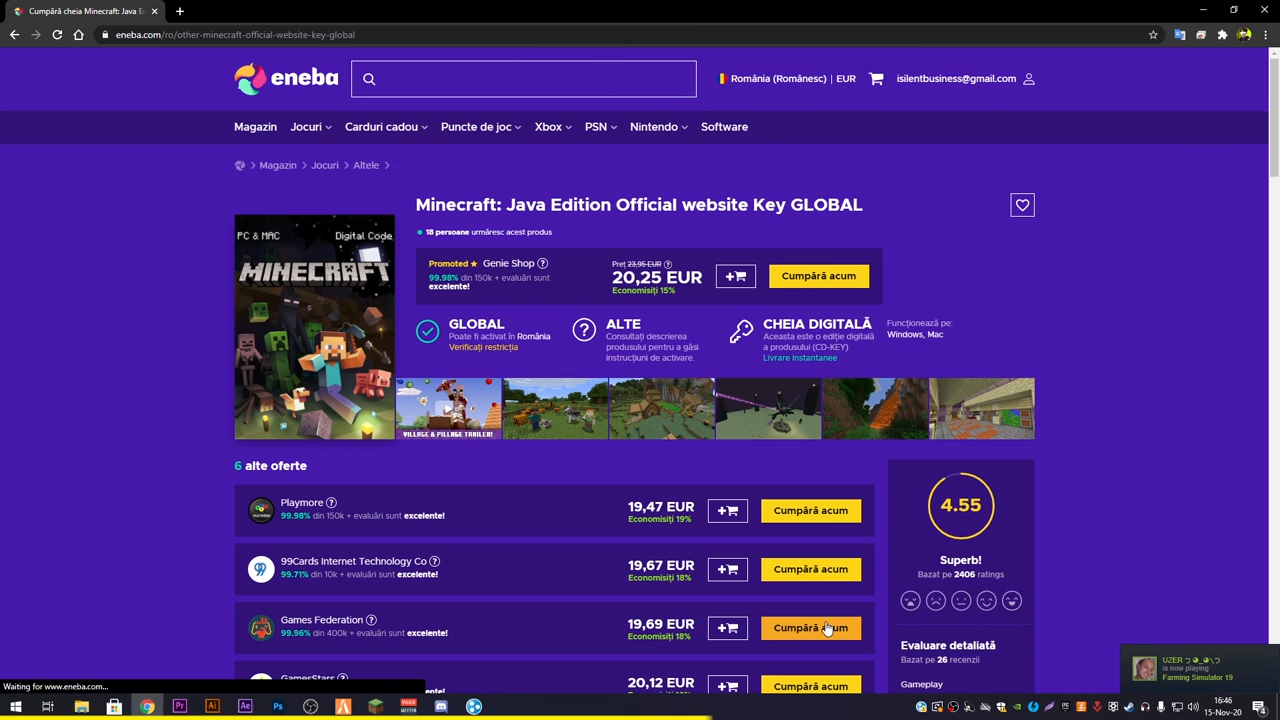 Cumpără Minecraft: Java Ec
eneba.com/ro/other-minecraft-official-website-key-global
eneba
România (Românesc) | EUR
isilentbusiness@gmail.com
Magazin
Jocuri
Carduri cadou
Puncte de joc
Xbox
PSN
Nintendo
Software
Magazin
Jocuri
Altele
Minecraft: Java Edition Official website Key GLOBAL
18 persoane urmăresc acest produs
PC & MAC
Digital Code
MINECRAFT
Promoted ★ Genie Shop ?
99.98% din 150k + evaluări sunt
excelente!
Preț 23,95 EUR ?
20,25 EUR
Economisiți 15%
Cumpără acum
GLOBAL
Poate fi activat în România
Verificați restricția
ALTE
Consultați descrierea
produsului pentru a găsi
instrucțiuni de activare.
CHEIA DIGITALĂ
Aceasta este o ediție digitală
a produsului (CD-KEY)
Livrare instantanee
Funcționează pe:
Windows, Mac
VILLAGE & PILLAGE TRAILER!
6 alte oferte
Playmore ?
99.98% din 150k + evaluări sunt excelente!
19,47 EUR
Economisiți 19%
Cumpără acum
99Cards Internet Technology Co ?
99.71% din 10k + evaluări sunt excelente!
19,67 EUR
Economisiți 18%
Cumpără acum
Games Federation ?
99.96% din 400k + evaluări sunt excelente!
19,69 EUR
Economisiți 18%
Cumpără acum
GamesStars ?
20,12 EUR
Cumpără acum
4.55
Superb!
Bazat pe 2406 ratings
Evaluare detaliată
Bazat pe 26 recenzii
Gameplay
is now playing
Farming Simulator 19
Waiting for www.eneba.com...
16:46
15-Nov-20